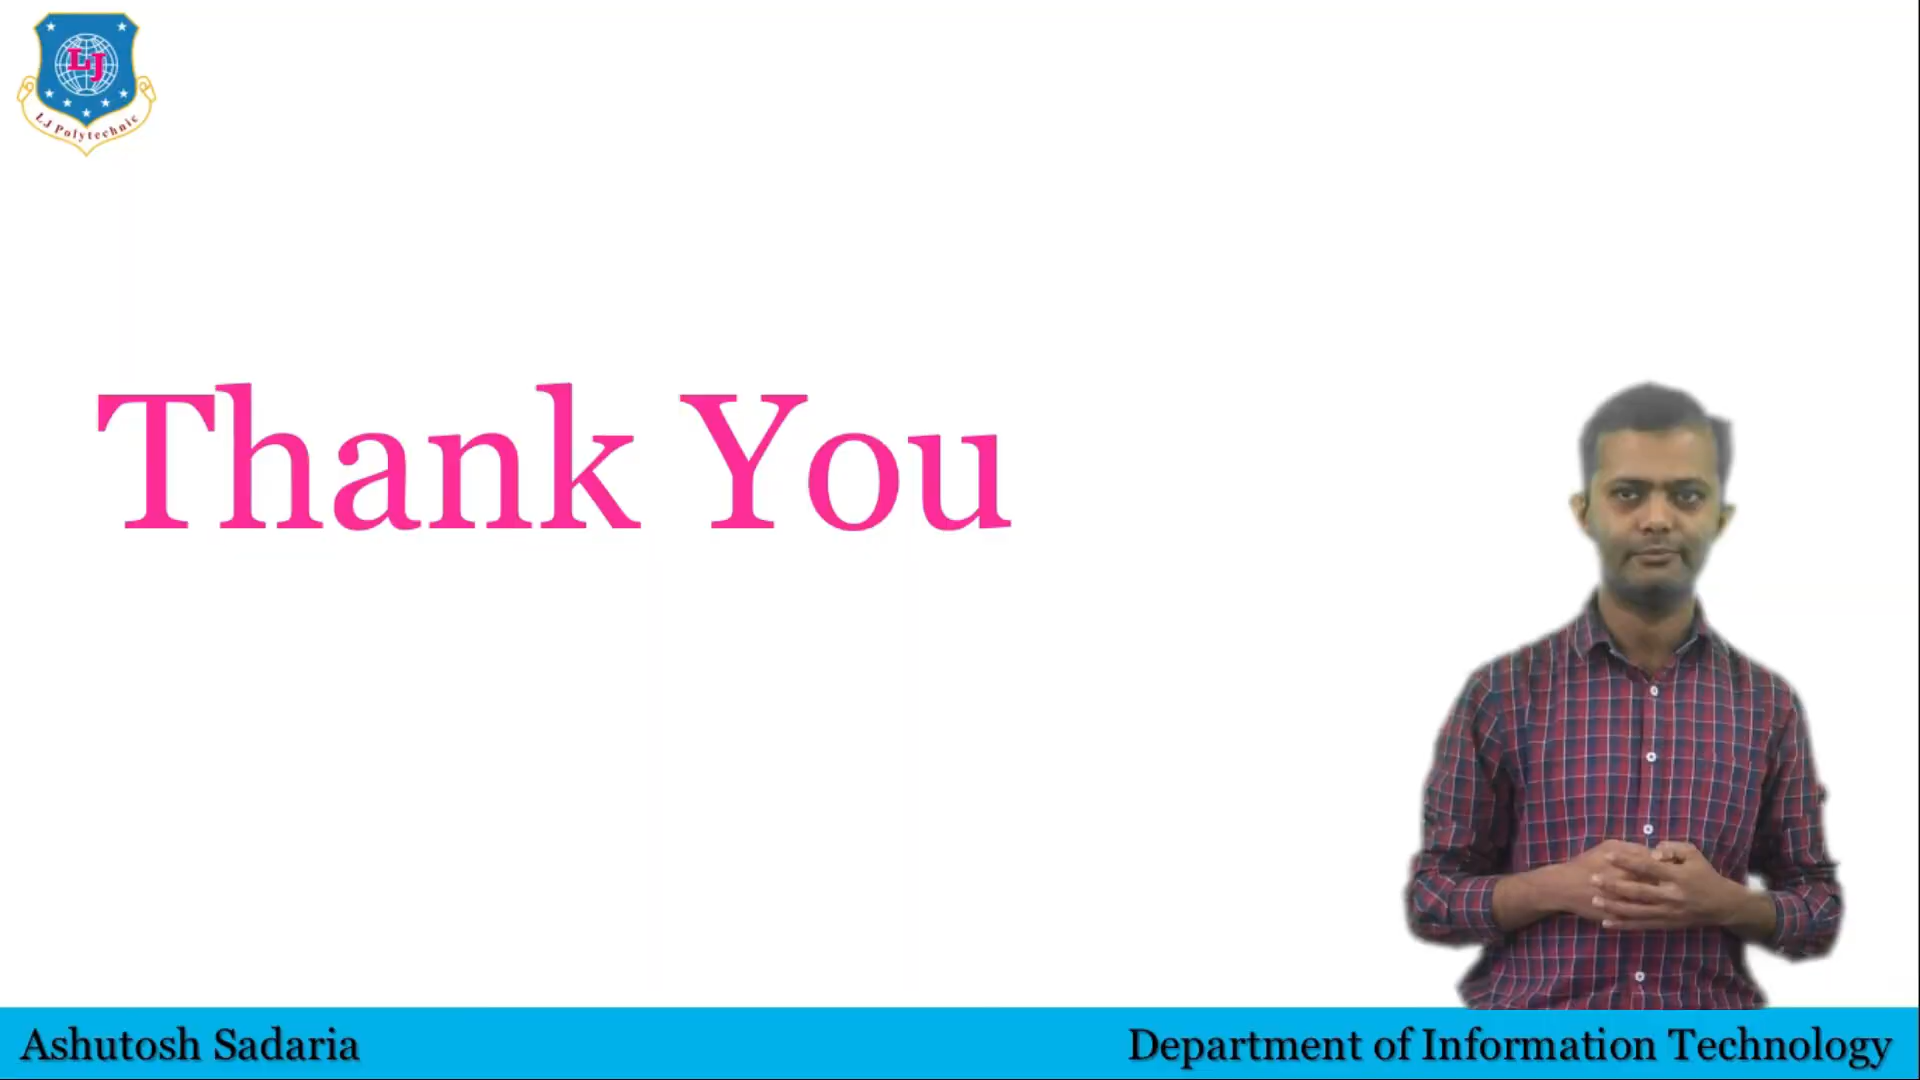 LJ
LJ Polytechnic
Thank You
Ashutosh Sadaria
Department of Information Technology